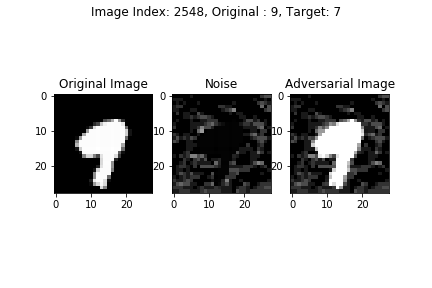 Image Index: 2548, Original : 9, Target: 7
Original Image Noise Adversarial Image
0 0 0
10 10 10
20 20 20
0 10 20 0 10 20 0 10 20